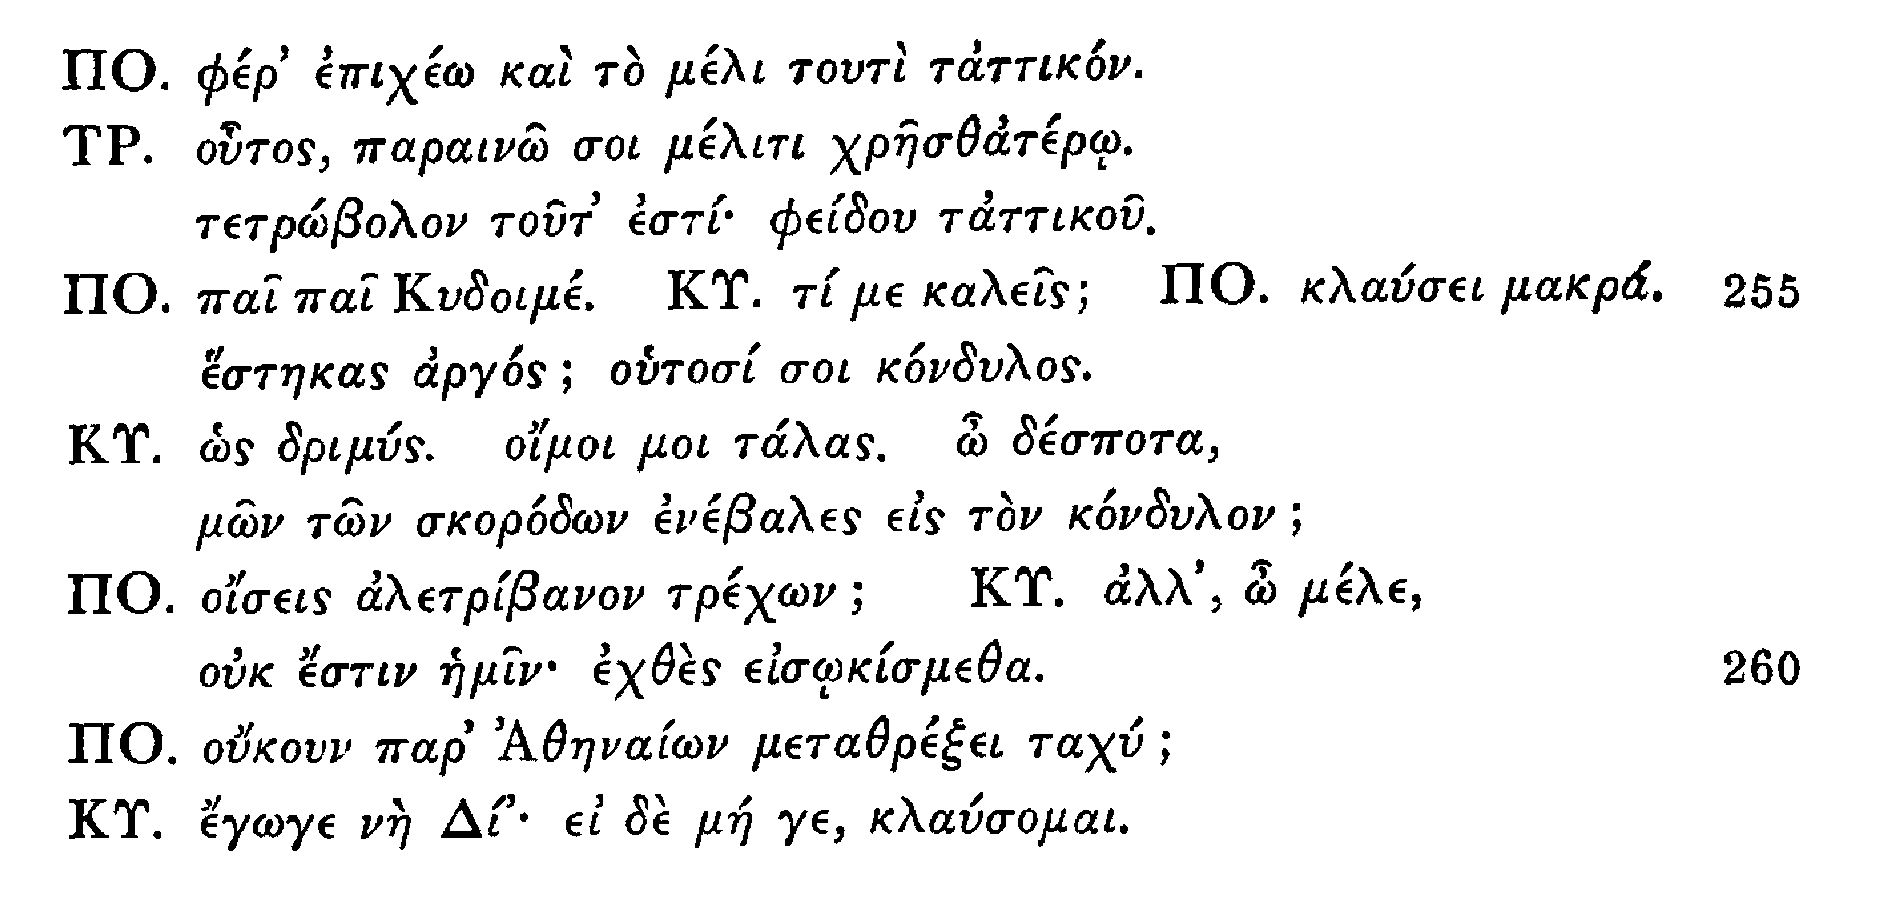 ΠΟ. φέρ’ ἐπιχέω καὶ τὸ μέλι τουτὶ τἀττικόν.
ΤΡ. οὗτος, παραινῶ σοι μέλιτι χρῆσθἀτέρῳ.
τετρώβολον τοῦτ’ ἐστί· φείδου τἀττικοῦ.
ΠΟ. παῖ παῖ Κυδοιμέ. ΚΥ. τί με καλεῖς; ΠΟ. κλαύσει μακρά. 255
ἕστηκας ἀργός; οὑτοσί σοι κόνδυλος.
ΚΥ. ὡς δριμύς. οἴμοι μοι τάλας. ὦ δέσποτα,
μῶν τῶν σκορόδων ἐνέβαλες εἰς τὸν κόνδυλον;
ΠΟ. οἴσεις ἀλετρίβανον τρέχων; ΚΥ. ἀλλ’, ὦ μέλε,
οὐκ ἔστιν ἡμῖν· ἐχθὲς εἰσῳκίσμεθα. 260
ΠΟ. οὔκουν παρ’ Ἀθηναίων μεταθρέξει ταχύ;
ΚΥ. ἔγωγε νὴ Δί’· εἰ δὲ μή γε, κλαύσομαι.